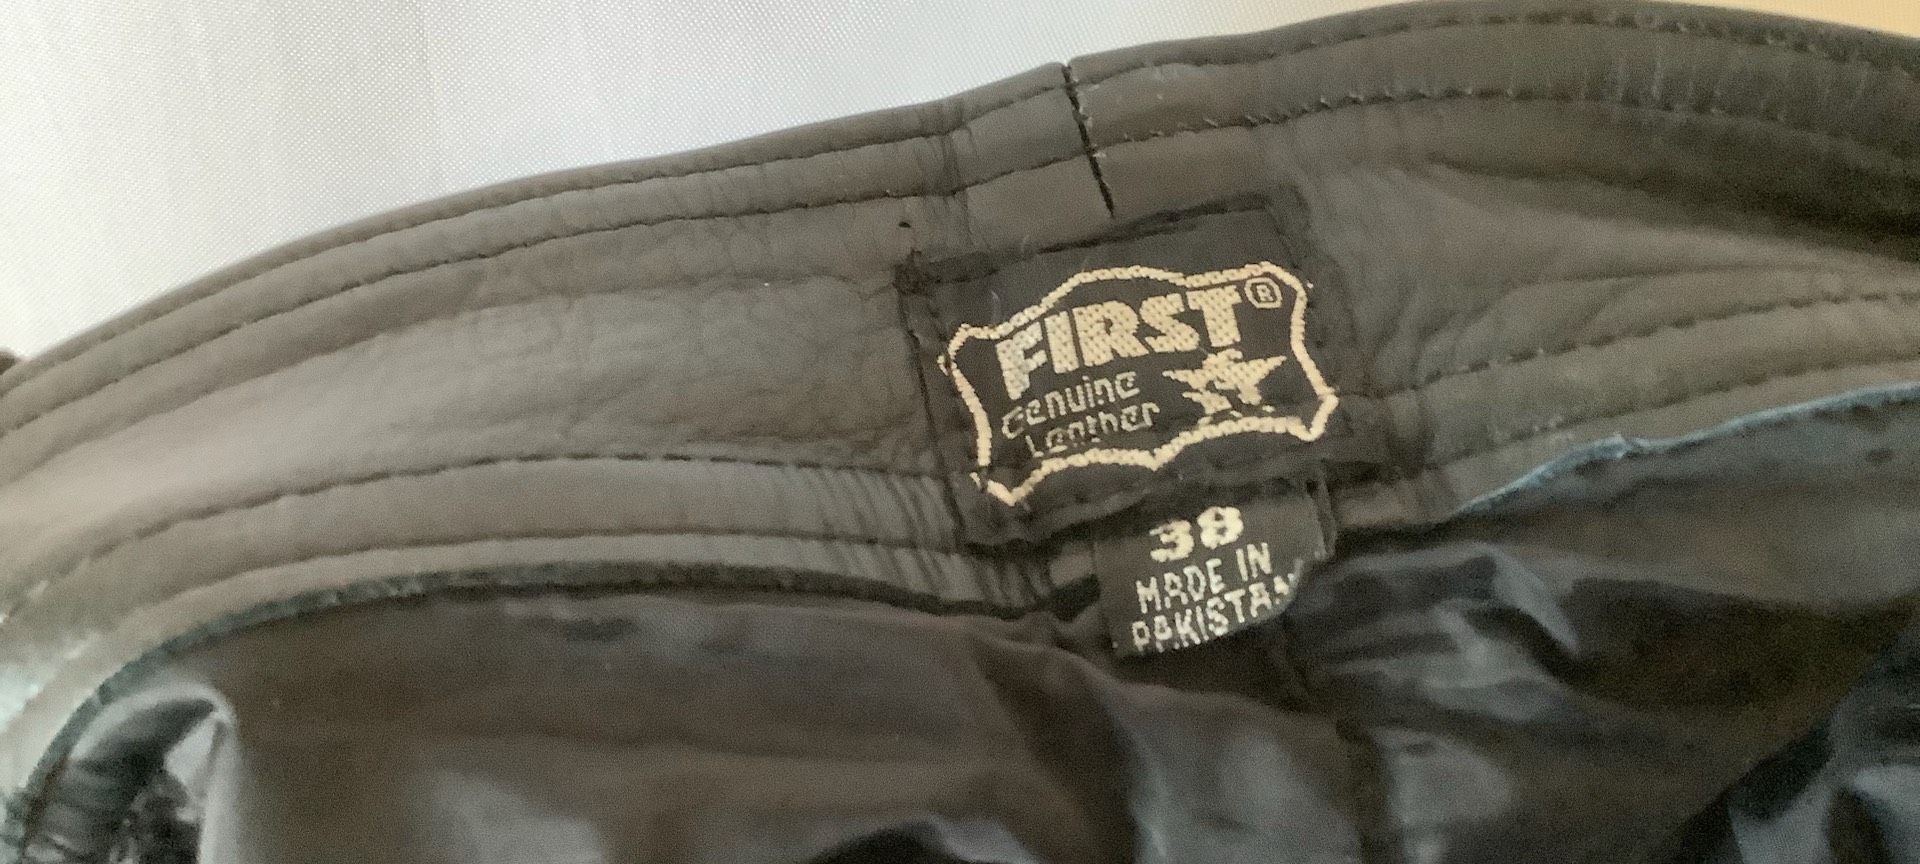 FIRST®
Genuine
Leather
38
MADE IN
PAKISTAN